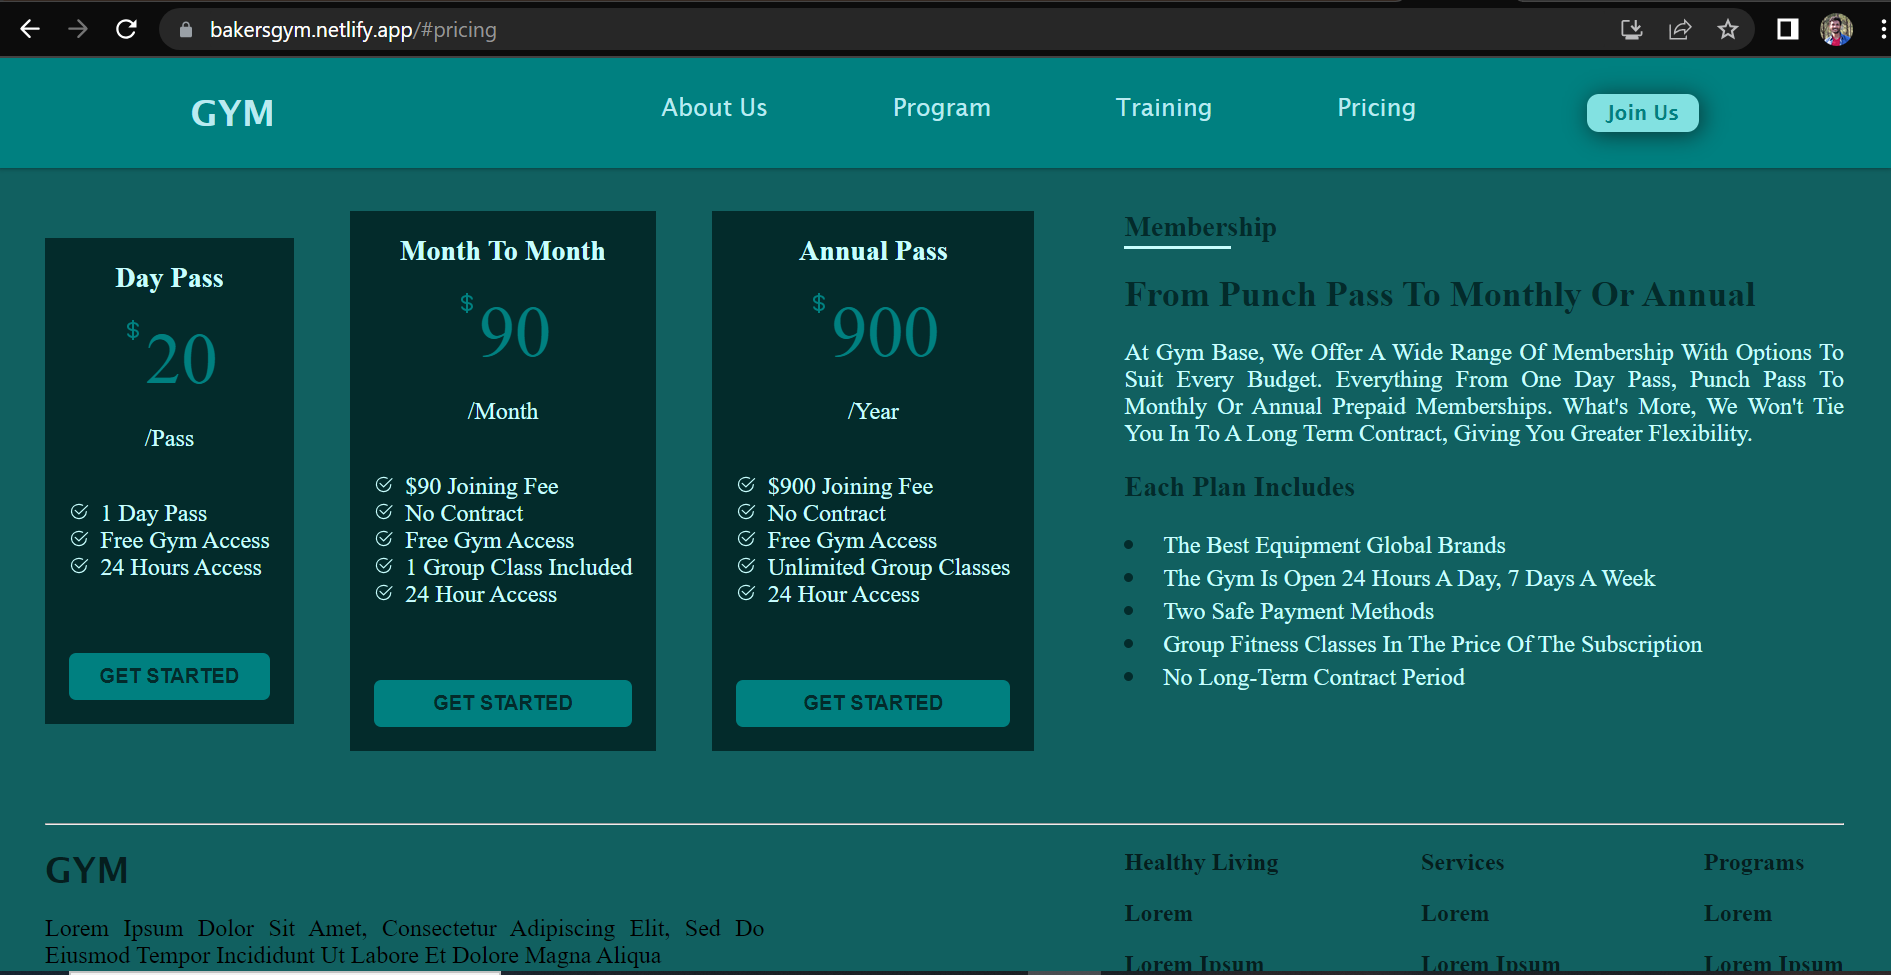 bakersgym.netlify.app/#pricing
GYM
About Us
Program
Training
Pricing
Join Us
Day Pass
$20
/Pass
1 Day Pass
Free Gym Access
24 Hours Access
GET STARTED
Month To Month
$90
/Month
$90 Joining Fee
No Contract
Free Gym Access
1 Group Class Included
24 Hour Access
GET STARTED
Annual Pass
$900
/Year
$900 Joining Fee
No Contract
Free Gym Access
Unlimited Group Classes
24 Hour Access
GET STARTED
Membership
From Punch Pass To Monthly Or Annual
At Gym Base, We Offer A Wide Range Of Membership With Options To
Suit Every Budget. Everything From One Day Pass, Punch Pass To
Monthly Or Annual Prepaid Memberships. What's More, We Won't Tie
You In To A Long Term Contract, Giving You Greater Flexibility.
Each Plan Includes
The Best Equipment Global Brands
The Gym Is Open 24 Hours A Day, 7 Days A Week
Two Safe Payment Methods
Group Fitness Classes In The Price Of The Subscription
No Long-Term Contract Period
GYM
Lorem Ipsum Dolor Sit Amet, Consectetur Adipiscing Elit, Sed Do
Eiusmod Tempor Incididunt Ut Labore Et Dolore Magna Aliqua
Healthy Living
Lorem
Lorem Ipsum
Services
Lorem
Lorem Ipsum
Programs
Lorem
Lorem Ipsum